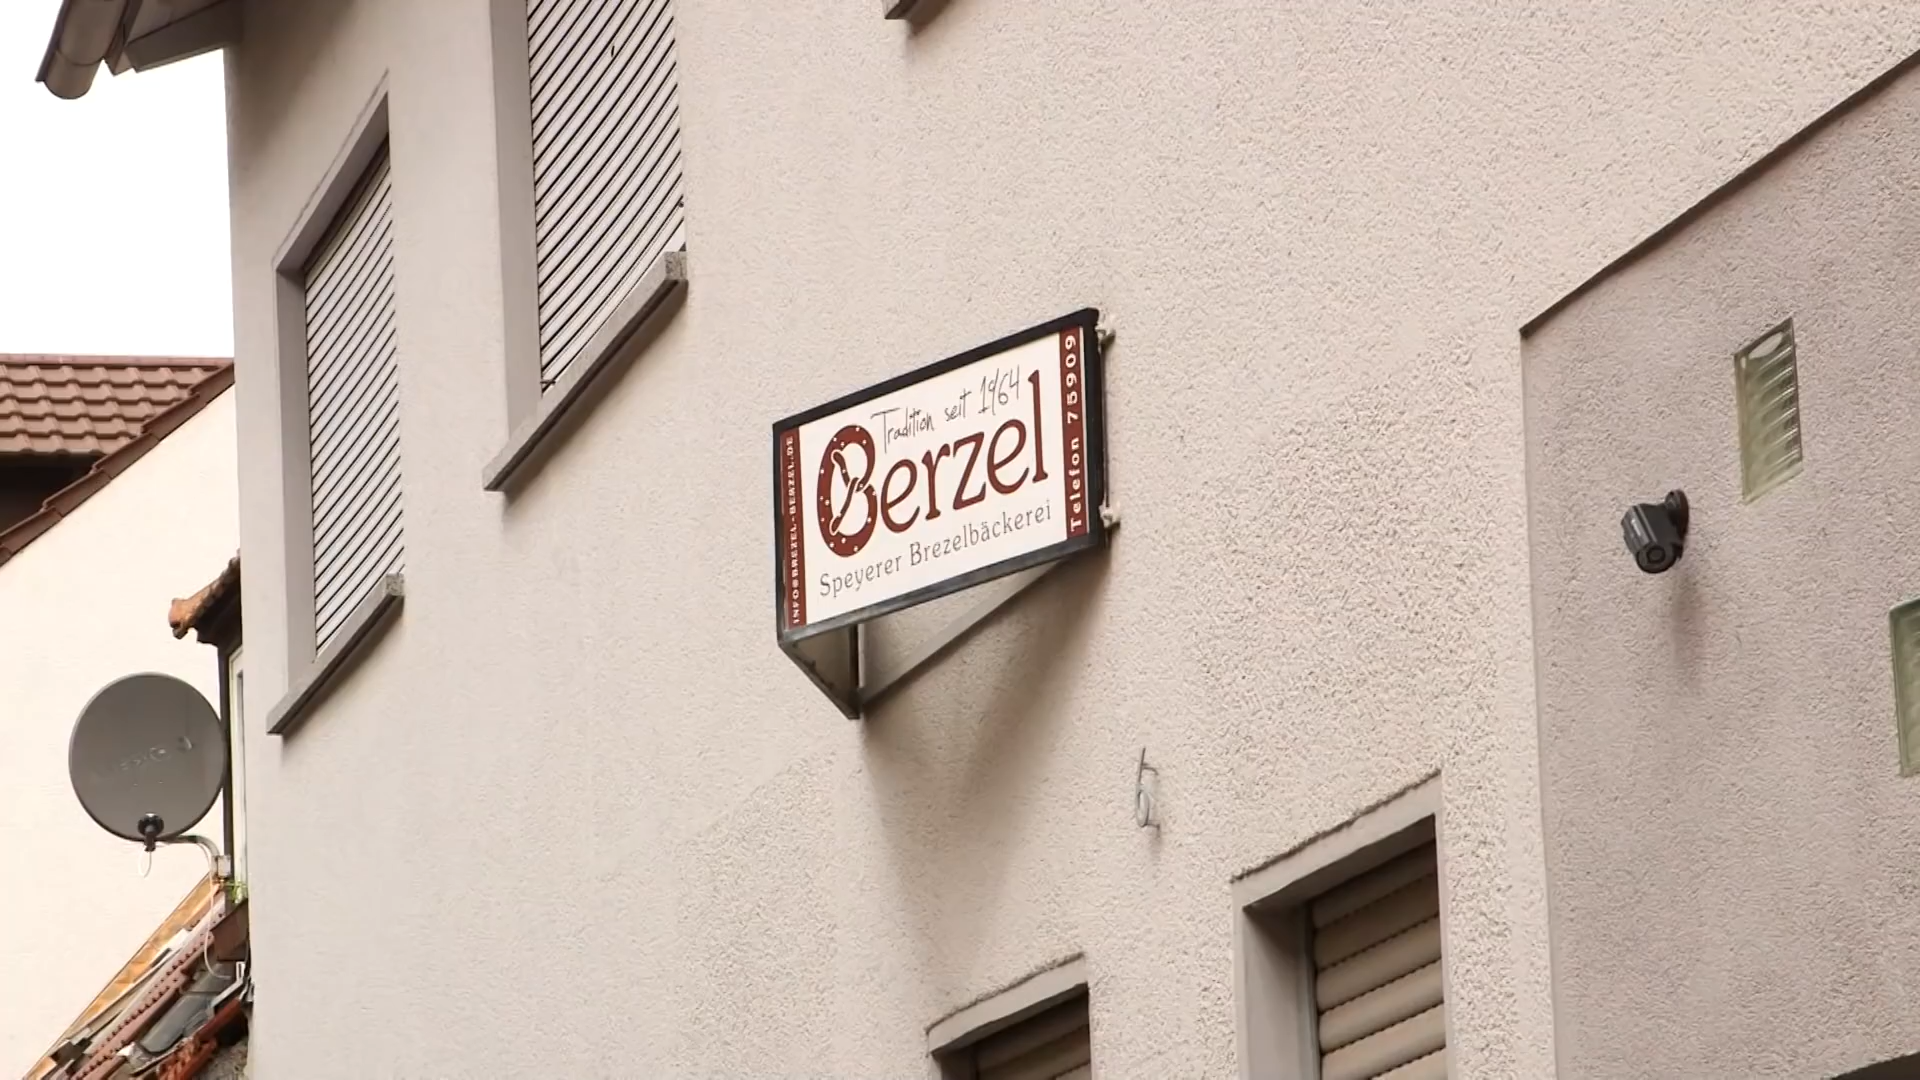 Tradition seit 1964
Berzel
Speyerer Brezelbäckerei
INFO@BREZEL-BERZEL.DE
Telefon 75909